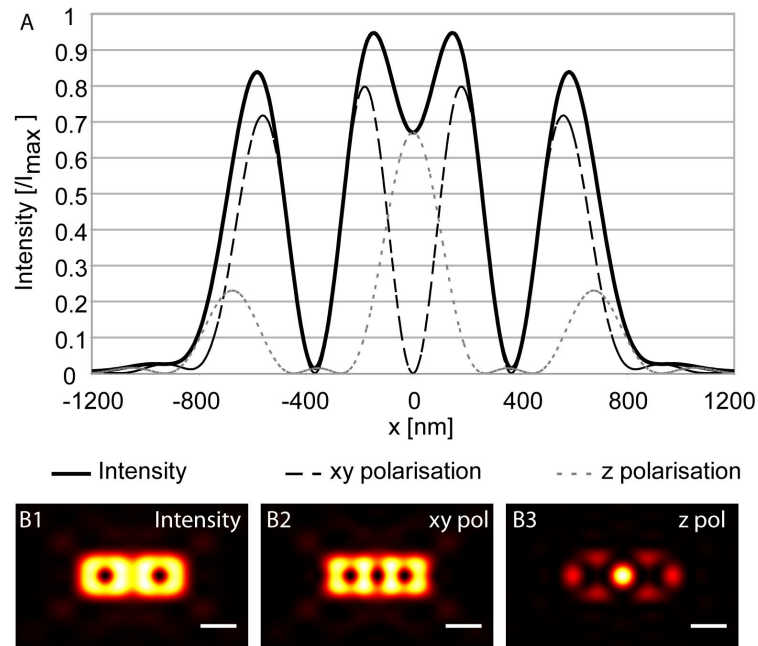 A
Intensity [/Imax ]
1
0.9
0.8
0.7
0.6
0.5
0.4
0.3
0.2
0.1
0
-1200 -800 -400 0 400 800 1200
x [nm]
Intensity xy polarisation z polarisation
B1 Intensity B2 xy pol B3 z pol